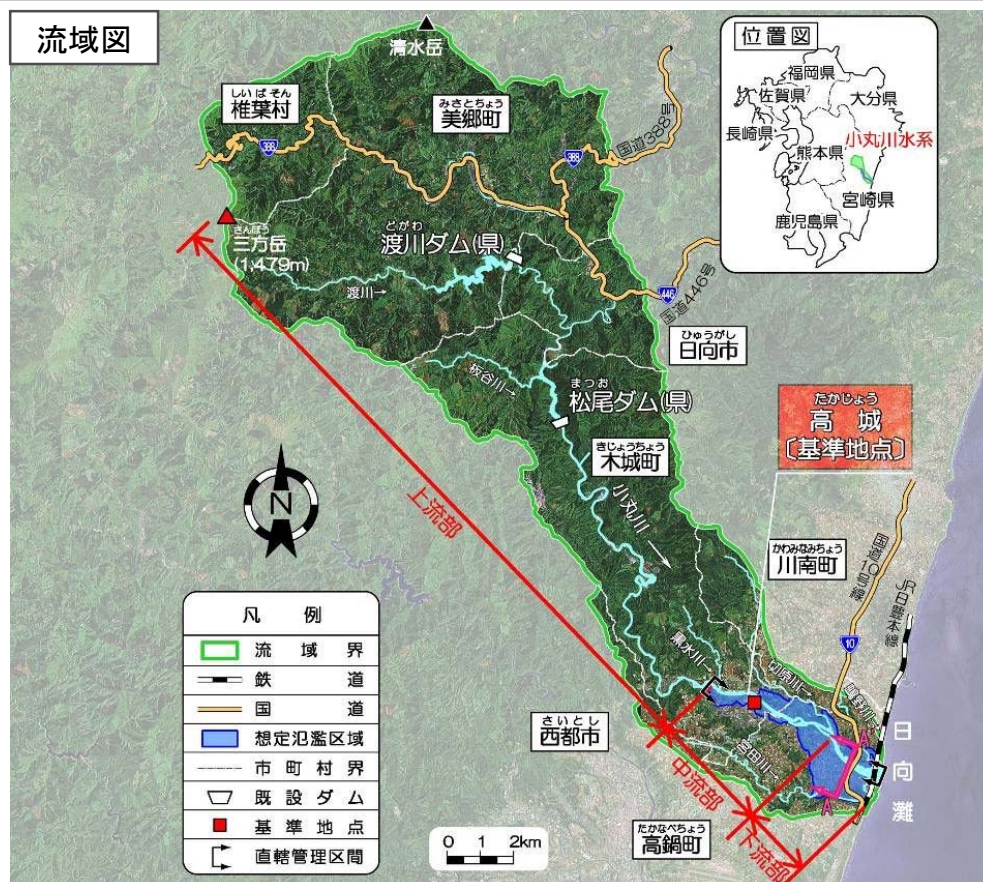 流域図
清水岳
しいばそん
椎葉村
みさとちょう
美郷町
388
388
国道388号
さんぽう
三方岳
(1,479m)
とがわ
渡川ダム(県)
渡川→
446
国道446号
ひゅうがし
日向市
板谷川→
まつお
松尾ダム(県)
きじょうちょう
木城町
小丸川
上流部
N
たかじょう
高城
〔基準地点〕
かわみなみちょう
川南町
国道10号線
JR日豊本線
10
切原川→
さいとし
西都市
宮田川→
中流部
A
日向灘
たかなべちょう
高鍋町
下流部
位置図
福岡県
佐賀県
大分県
長崎県
小丸川水系
熊本県
宮崎県
鹿児島県
凡例
流域界
鉄道
国道
想定氾濫区域
市町村界
既設ダム
基準地点
直轄管理区間
0 1 2km